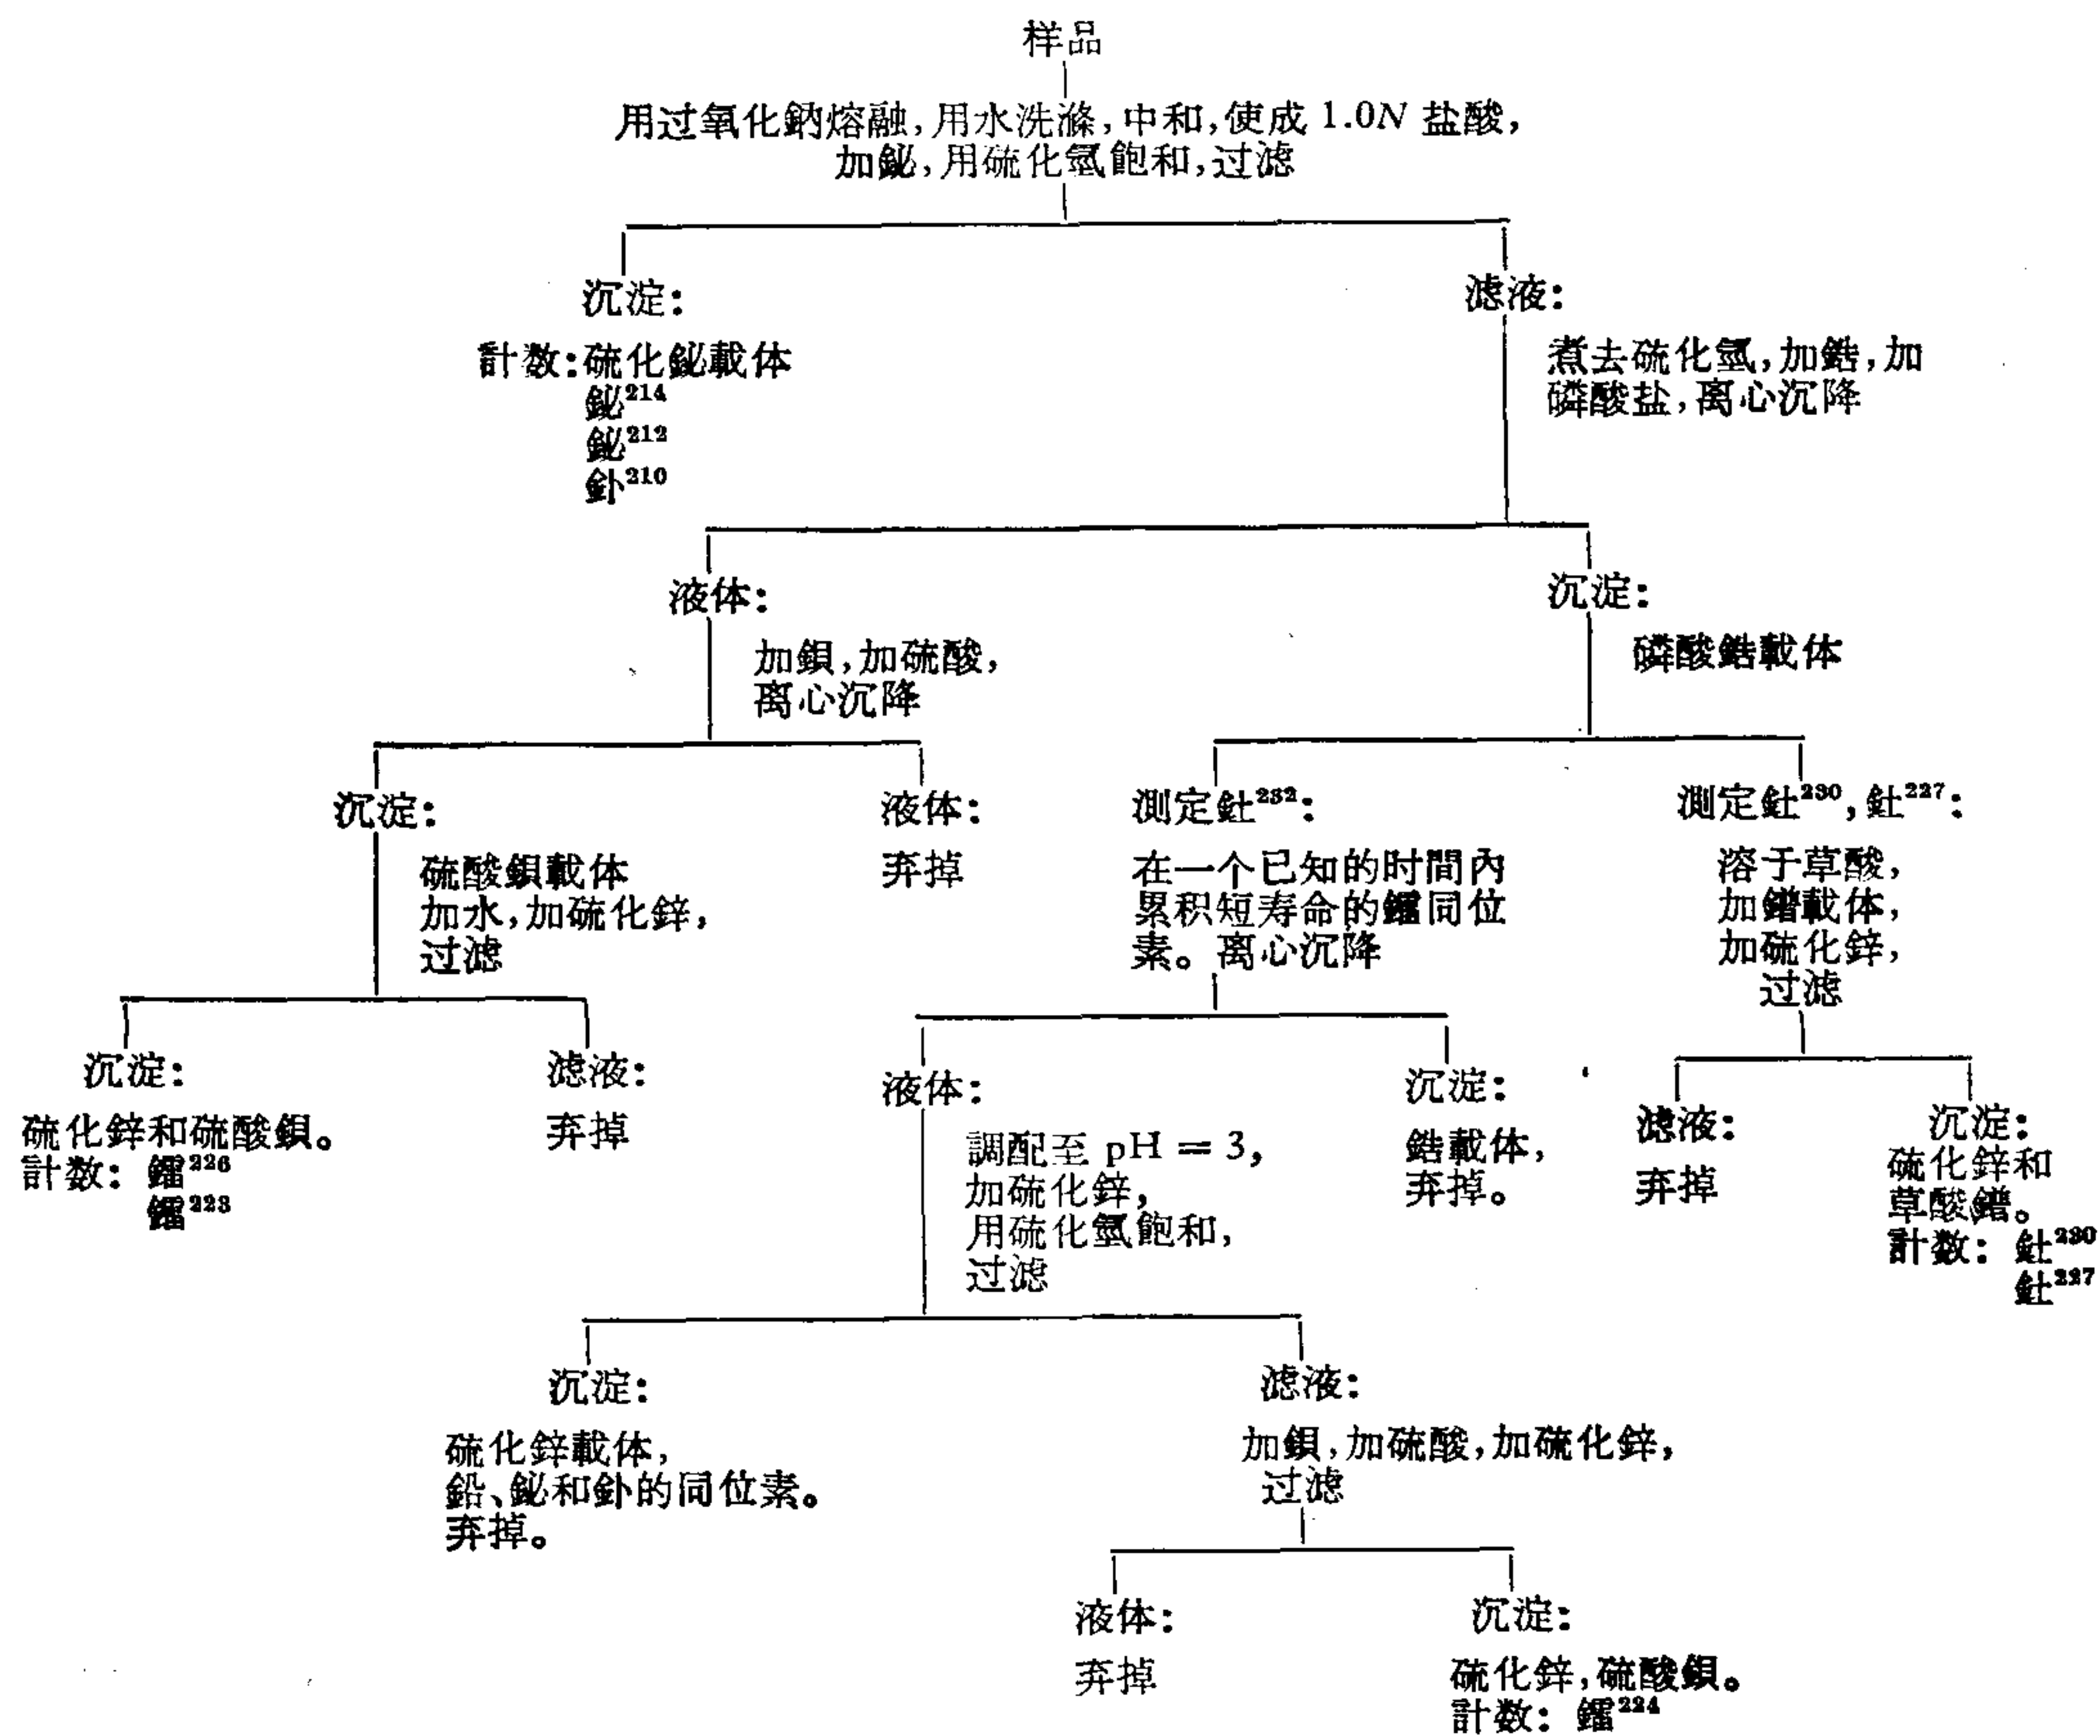 样品
用过氧化鈉熔融,用水洗滌,中和,使成 1.0N 盐酸,
加鉍,用硫化氫飽和,过滤
沉淀:
計数:硫化鉍載体
鉍²¹⁴
鉍²¹²
釙²¹⁰
滤液:
煮去硫化氫,加鋯,加
磷酸盐,离心沉降
液体:
加鋇,加硫酸,
离心沉降
沉淀:
磷酸鋯載体
沉淀:
硫酸鋇載体
加水,加硫化鋅,
过滤
液体:
弃掉
測定釷²³²:
在一个已知的时間內
累积短寿命的鐳同位
素。离心沉降
測定釷²³⁰,釷²²⁷:
溶于草酸,
加鐠載体,
加硫化鋅,
过滤
沉淀:
硫化鋅和硫酸鋇。
計数: 鐳²²⁶
鐳²²³
滤液:
弃掉
液体:
調配至 pH = 3,
加硫化鋅,
用硫化氫飽和,
过滤
沉淀:
鋯載体,
弃掉。
滤液:
弃掉
沉淀:
硫化鋅和
草酸鐠。
計数: 釷²³⁰
釷²²⁷
沉淀:
硫化鋅載体,
鉛、鉍和釙的同位素。
弃掉。
滤液:
加鋇,加硫酸,加硫化鋅,
过滤
液体:
弃掉
沉淀:
硫化鋅,硫酸鋇。
計数: 鐳²²⁴